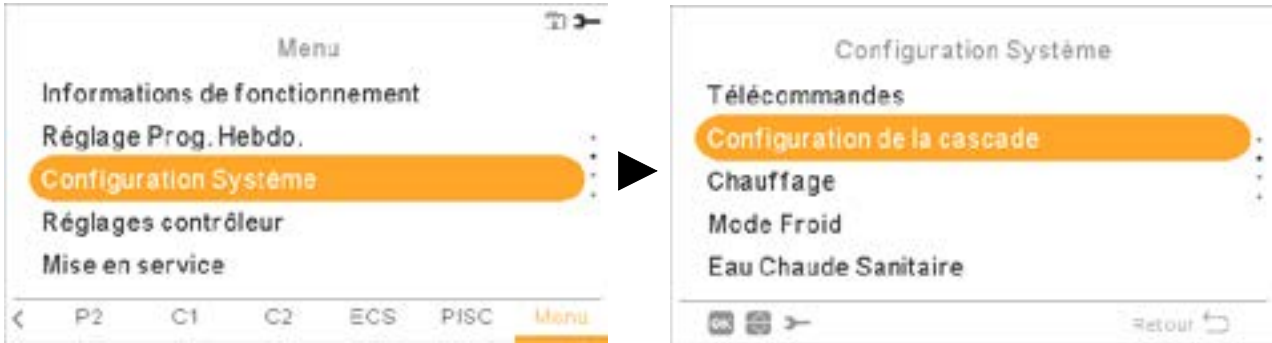 Menu
Informations de fonctionnement
Réglage Prog. Hebdo.
Configuration Système
Réglages contrôleur
Mise en service
< P2 C1 C2 ECS PISC Menu
Configuration Système
Télécommandes
Configuration de la cascade
Chauffage
Mode Froid
Eau Chaude Sanitaire
OK Retour